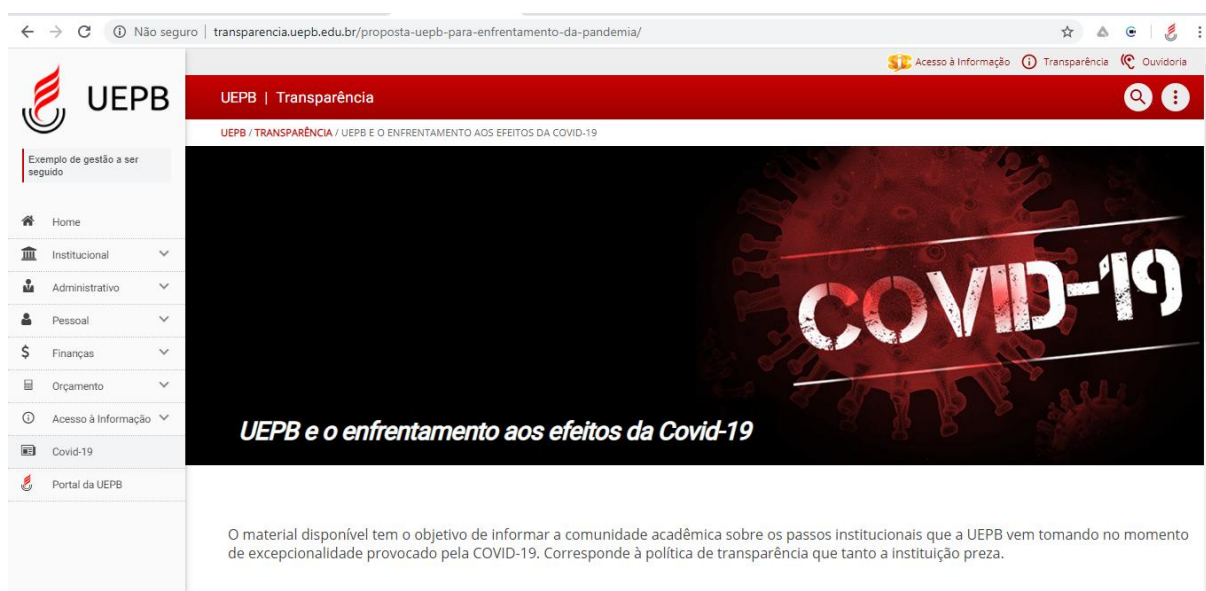 Não seguro | transparencia.uepb.edu.br/proposta-uepb-para-enfrentamento-da-pandemia/
Acesso à Informação Transparência Ouvidoria
UEPB
UEPB | Transparência
UEPB / TRANSPARÊNCIA / UEPB E O ENFRENTAMENTO AOS EFEITOS DA COVID-19
Exemplo de gestão a ser
seguido
Home
Institucional
Administrativo
Pessoal
$ Finanças
Orçamento
Acesso à Informação
Covid-19
Portal da UEPB
COVID-19
UEPB e o enfrentamento aos efeitos da Covid-19
O material disponível tem o objetivo de informar a comunidade acadêmica sobre os passos institucionais que a UEPB vem tomando no momento
de excepcionalidade provocado pela COVID-19. Corresponde à política de transparência que tanto a instituição preza.